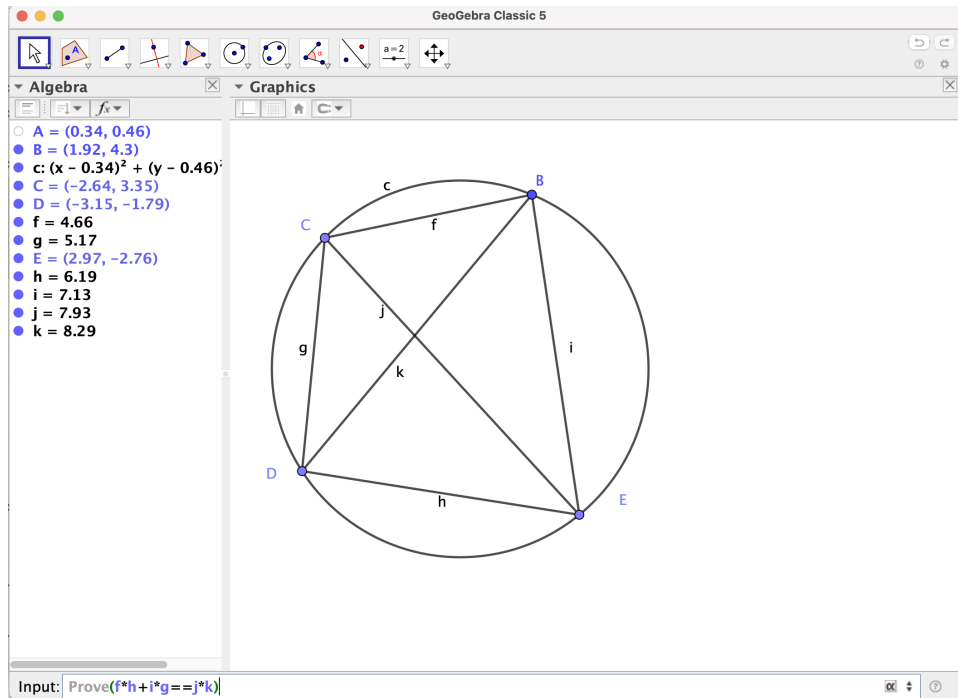 GeoGebra Classic 5
A
α
a=2
Algebra
Graphics
fx
A = (0.34, 0.46)
B = (1.92, 4.3)
c: (x – 0.34)² + (y – 0.46)²
C = (–2.64, 3.35)
D = (–3.15, –1.79)
f = 4.66
g = 5.17
E = (2.97, –2.76)
h = 6.19
i = 7.13
j = 7.93
k = 8.29
c
B
C
f
j
g
k
i
D
h
E
Input: Prove(f*h+i*g==j*k)
α